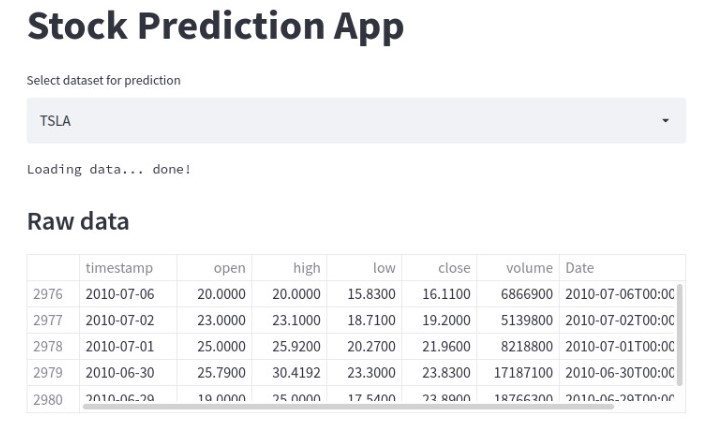 Stock Prediction App
Select dataset for prediction
TSLA
Loading data... done!
Raw data
timestamp open high low close volume Date
2976 2010-07-06 20.0000 20.0000 15.8300 16.1100 6866900 2010-07-06T00:00
2977 2010-07-02 23.0000 23.1000 18.7100 19.2000 5139800 2010-07-02T00:00
2978 2010-07-01 25.0000 25.9200 20.2700 21.9600 8218800 2010-07-01T00:00
2979 2010-06-30 25.7900 30.4192 23.3000 23.8300 17187100 2010-06-30T00:00
2980 2010-06-29 19.0000 25.0000 17.5400 23.8900 18766300 2010-06-29T00:00